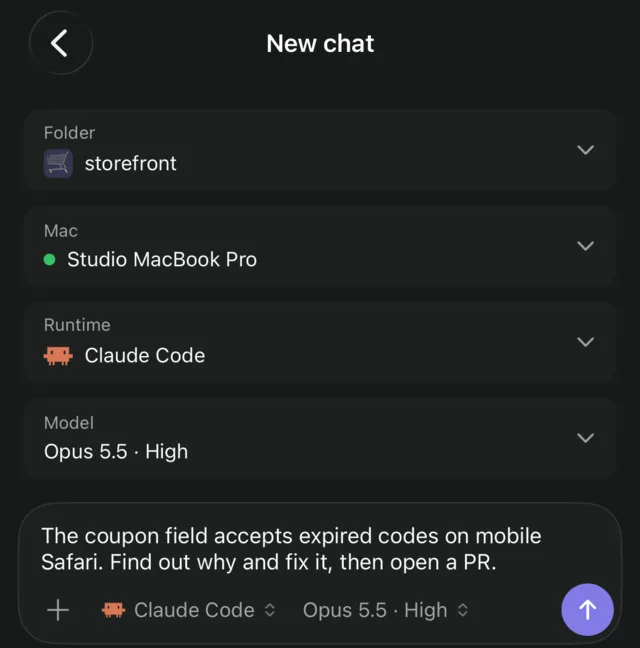 New chat
Folder
storefront
Mac
Studio MacBook Pro
Runtime
Claude Code
Model
Opus 5.5 · High
The coupon field accepts expired codes on mobile
Safari. Find out why and fix it, then open a PR.
Claude Code Opus 5.5 · High